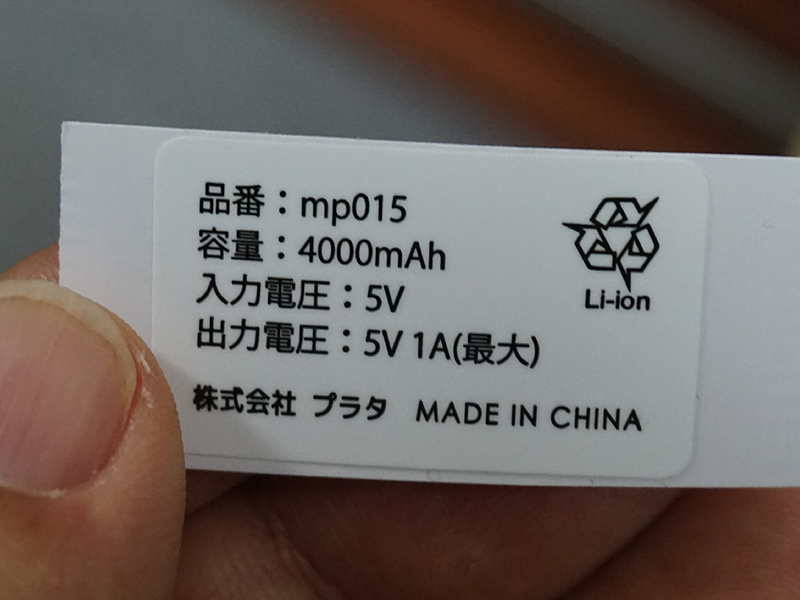 品番：mp015
容量：4000mAh
入力電圧：5V
出力電圧：5V 1A(最大)
Li-ion
株式会社 プラタ MADE IN CHINA